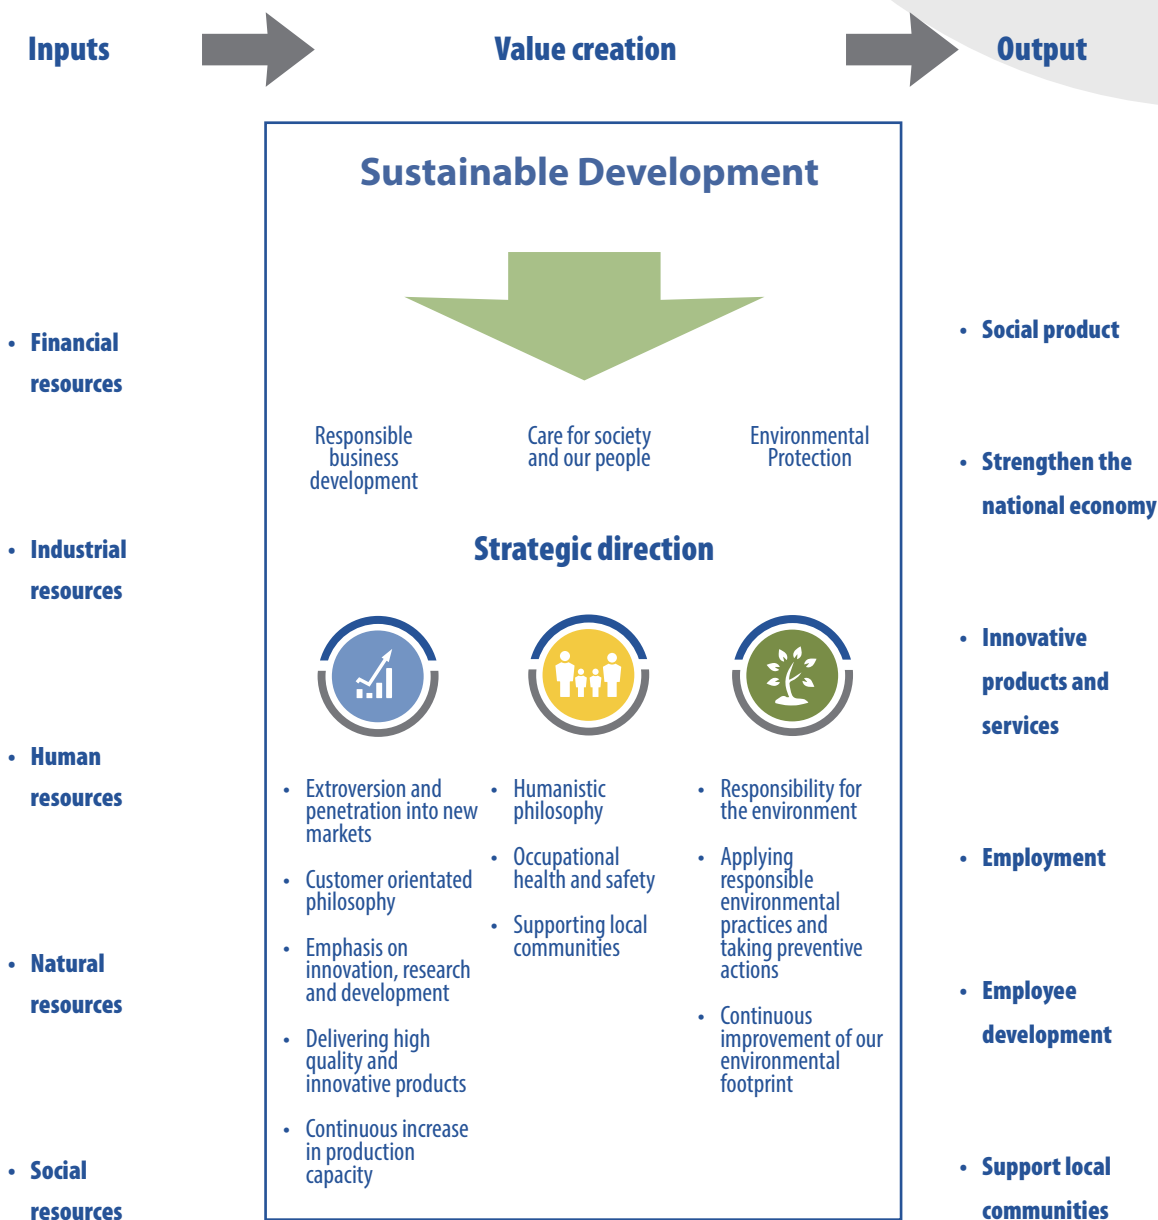 Inputs
Value creation
Output
Sustainable Development
• Financial
resources
• Industrial
resources
• Human
resources
• Natural
resources
• Social
resources
Responsible
business
development
Care for society
and our people
Environmental
Protection
Strategic direction
• Extroversion and
penetration into new
markets
• Customer orientated
philosophy
• Emphasis on
innovation, research
and development
• Delivering high
quality and
innovative products
• Continuous increase
in production
capacity
• Humanistic
philosophy
• Occupational
health and safety
• Supporting local
communities
• Responsibility for
the environment
• Applying
responsible
environmental
practices and
taking preventive
actions
• Continuous
improvement of our
environmental
footprint
• Social product
• Strengthen the
national economy
• Innovative
products and
services
• Employment
• Employee
development
• Support local
communities